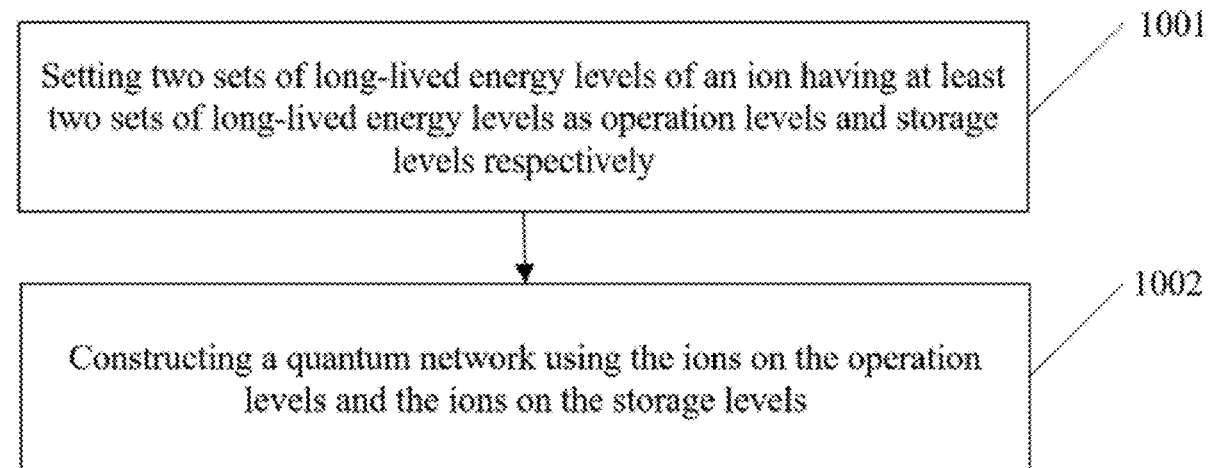 1001
Setting two sets of long-lived energy levels of an ion having at least
two sets of long-lived energy levels as operation levels and storage
levels respectively
1002
Constructing a quantum network using the ions on the operation
levels and the ions on the storage levels